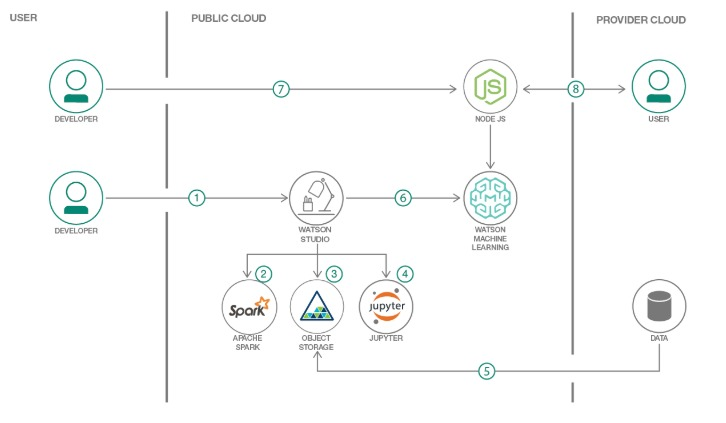 USER
PUBLIC CLOUD
PROVIDER CLOUD
7
JS
8
DEVELOPER
NODE JS
USER
1
6
DEVELOPER
WATSON
STUDIO
WATSON
MACHINE
LEARNING
2
3
4
Spark
jupyter
APACHE
SPARK
OBJECT
STORAGE
JUPYTER
DATA
5